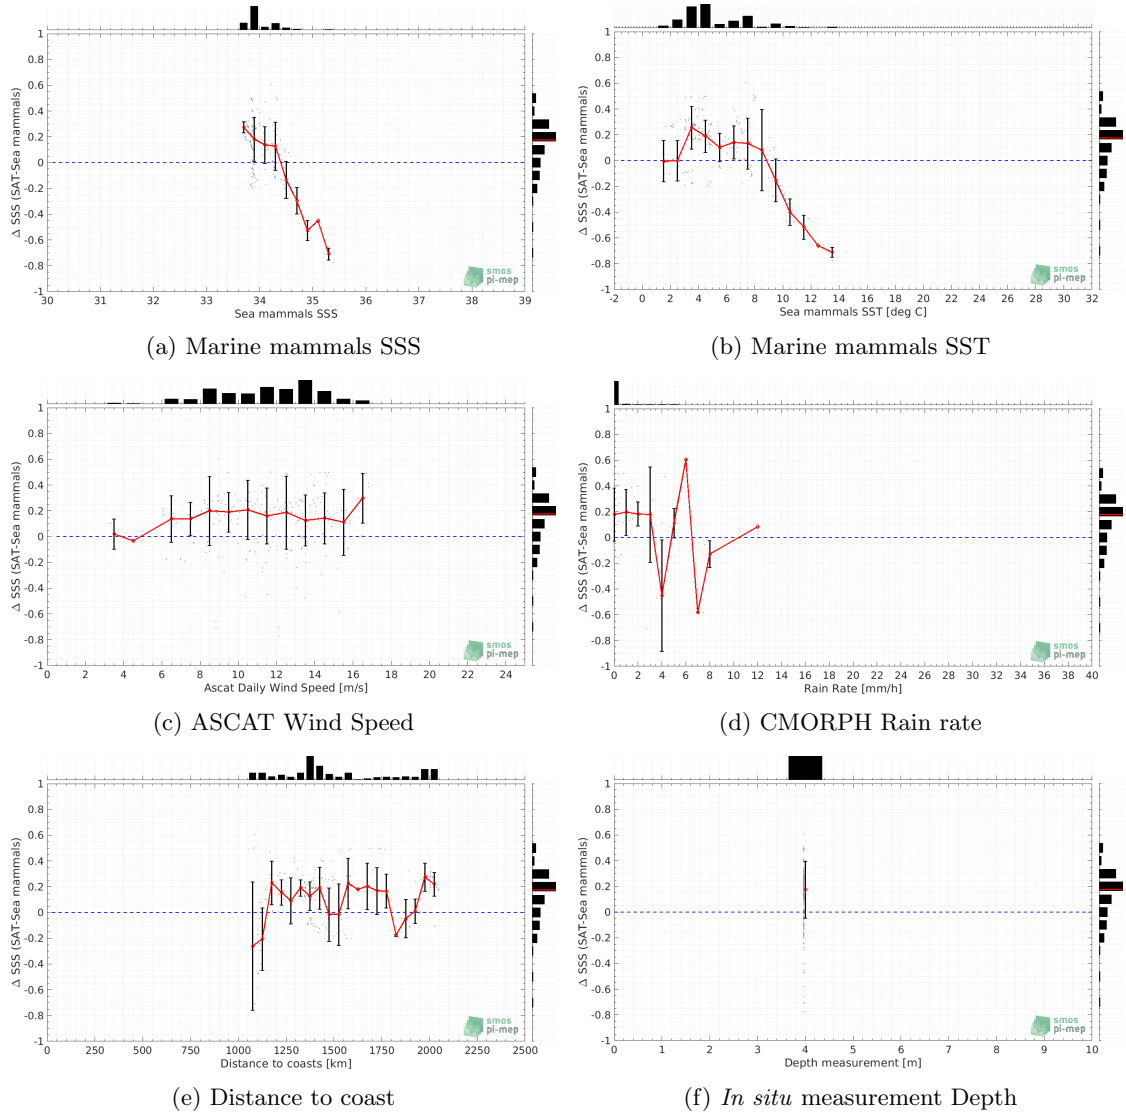 1
0.8
0.6
0.4
0.2
0
-0.2
-0.4
-0.6
-0.8
-1
Δ SSS (SAT-Sea mammals)
30 31 32 33 34 35 36 37 38 39
Sea mammals SSS
smos
pi-mep
(a) Marine mammals SSS
1
0.8
0.6
0.4
0.2
0
-0.2
-0.4
-0.6
-0.8
-1
Δ SSS (SAT-Sea mammals)
-2 0 2 4 6 8 10 12 14 16 18 20 22 24 26 28 30 32
Sea mammals SST [deg C]
smos
pi-mep
(b) Marine mammals SST
1
0.8
0.6
0.4
0.2
0
-0.2
-0.4
-0.6
-0.8
-1
Δ SSS (SAT-Sea mammals)
0 2 4 6 8 10 12 14 16 18 20 22 24
Ascat Daily Wind Speed [m/s]
smos
pi-mep
(c) ASCAT Wind Speed
1
0.8
0.6
0.4
0.2
0
-0.2
-0.4
-0.6
-0.8
-1
Δ SSS (SAT-Sea mammals)
0 2 4 6 8 10 12 14 16 18 20 22 24 26 28 30 32 34 36 38 40
Rain Rate [mm/h]
smos
pi-mep
(d) CMORPH Rain rate
1
0.8
0.6
0.4
0.2
0
-0.2
-0.4
-0.6
-0.8
-1
Δ SSS (SAT-Sea mammals)
0 250 500 750 1000 1250 1500 1750 2000 2250 2500
Distance to coasts [km]
smos
pi-mep
(e) Distance to coast
1
0.8
0.6
0.4
0.2
0
-0.2
-0.4
-0.6
-0.8
-1
Δ SSS (SAT-Sea mammals)
0 1 2 3 4 5 6 7 8 9 10
Depth measurement [m]
smos
pi-mep
(f) In situ measurement Depth